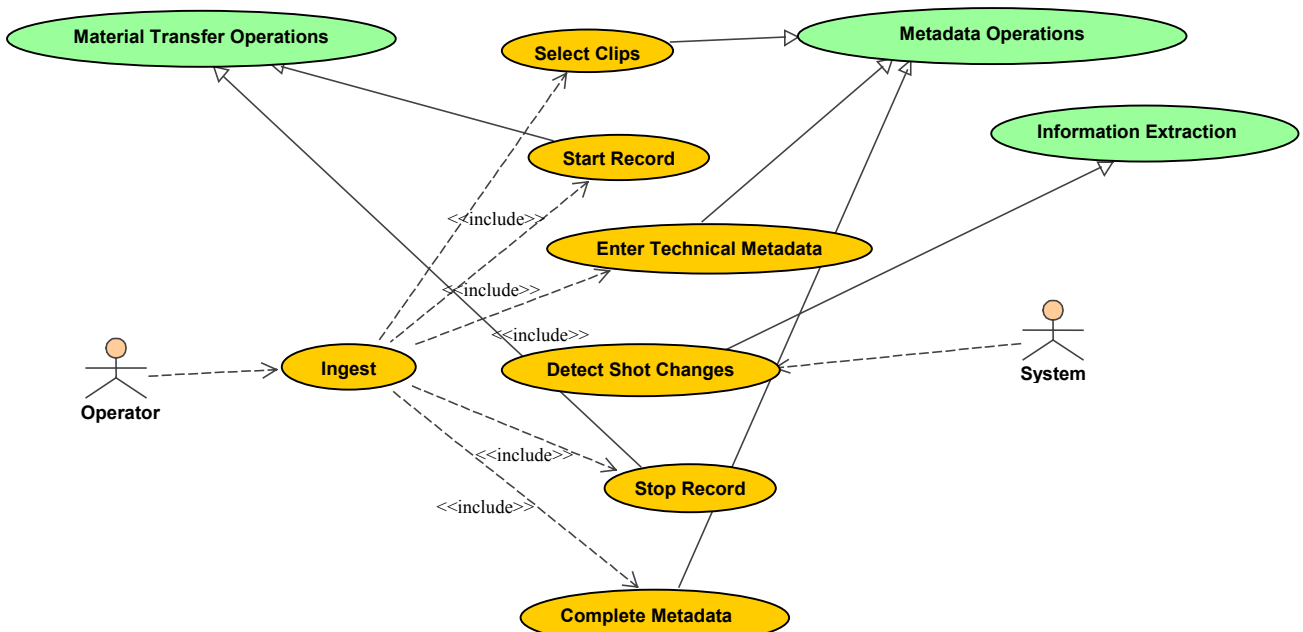 Material Transfer Operations
Select Clips
Metadata Operations
Information Extraction
Start Record
<<include>>
Enter Technical Metadata
<<include>>
<<include>>
Operator
Ingest
Detect Shot Changes
System
<<include>>
Stop Record
<<include>>
Complete Metadata